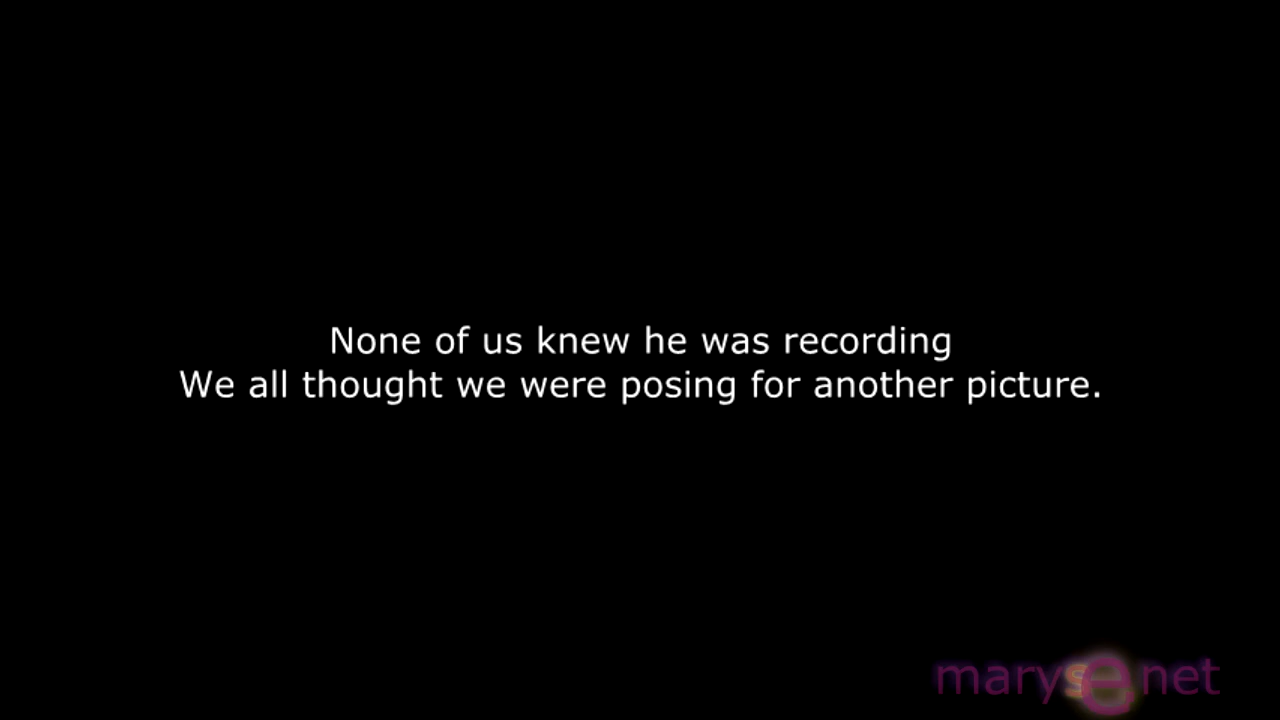 None of us knew he was recording
We all thought we were posing for another picture.
maryse net